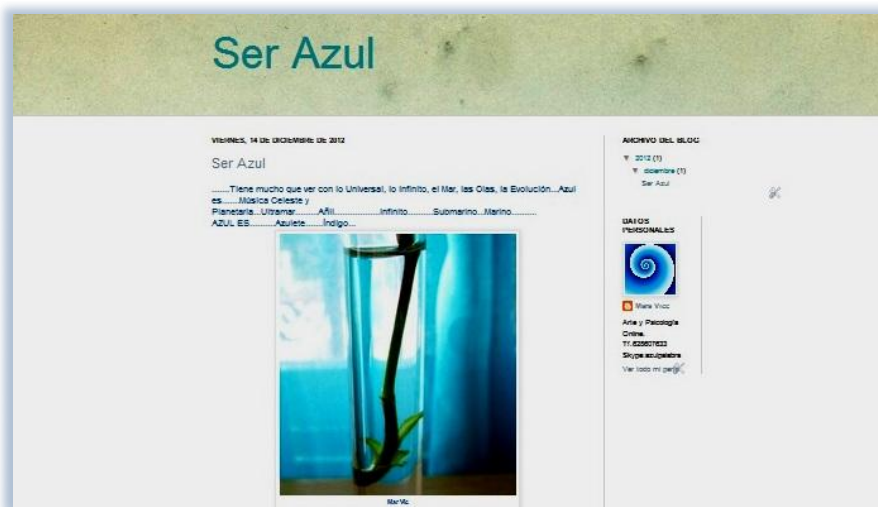 Ser Azul
VIERNES, 14 DE DICIEMBRE DE 2012
Ser Azul
.......Tiene mucho que ver con lo Universal, lo Infinito, el Mar, las Olas, la Evolución...Azul
es.......Música Celeste y
Planetaria...Ultramar.........Añil..................Infinito..........Submarino...Marino..........
AZUL ES..........Azulete.......Índigo...
ARCHIVO DEL BLOG
▼ 2012 (1)
▼ diciembre (1)
Ser Azul
DATOS
PERSONALES
Arte y Psicología
Online.
Skype:
Ver todo mi perfil